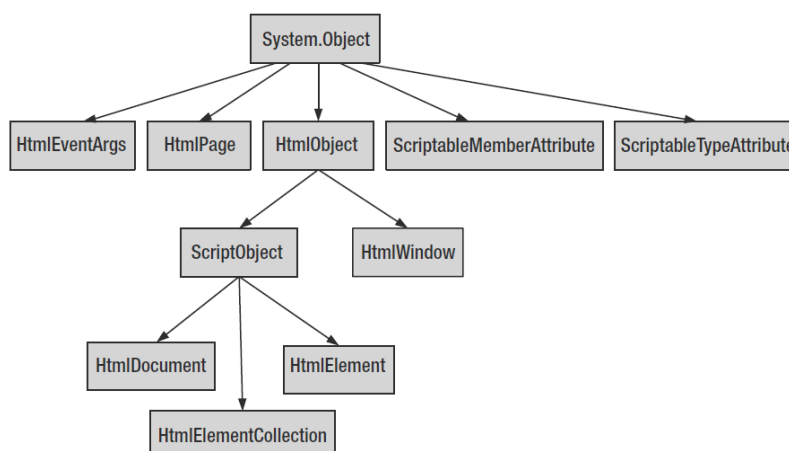 System.Object
HtmlEventArgs
HtmlPage
HtmlObject
ScriptableMemberAttribute
ScriptableTypeAttribute
ScriptObject
HtmlWindow
HtmlDocument
HtmlElement
HtmlElementCollection